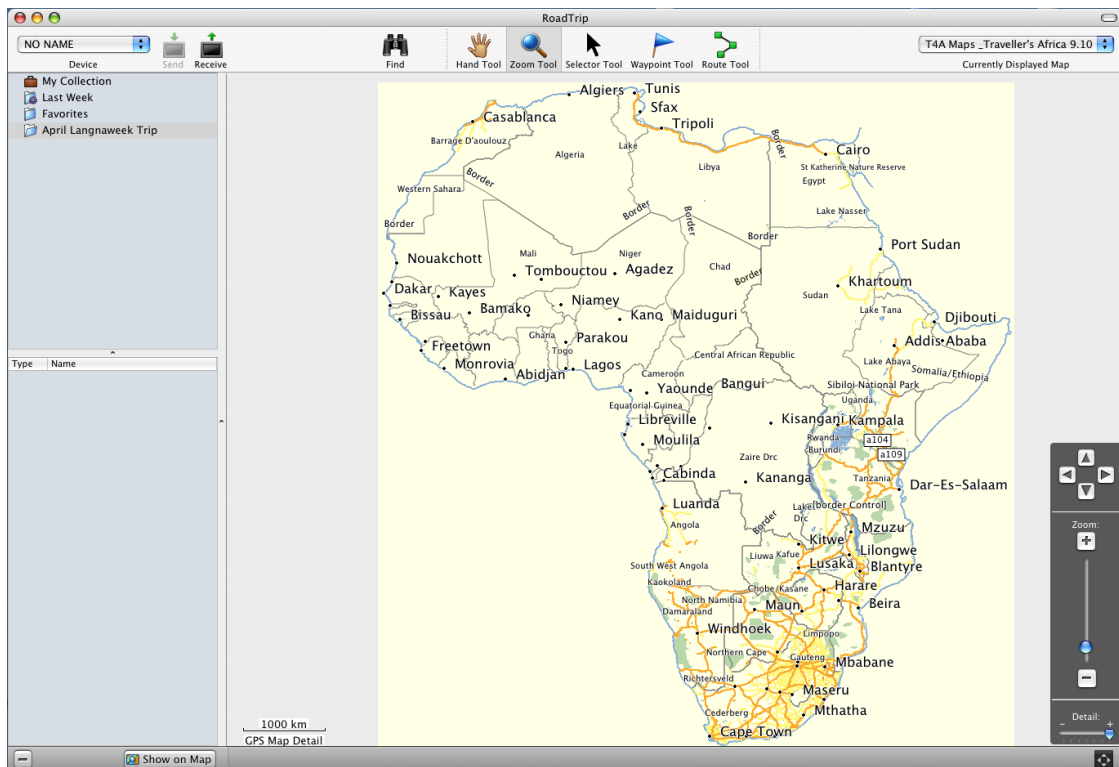 RoadTrip
NO NAME
Device
Send
Receive
Find
Hand Tool
Zoom Tool
Selector Tool
Waypoint Tool
Route Tool
T4A Maps _Traveller's Africa 9.10
Currently Displayed Map
My Collection
Last Week
Favorites
April Langnaweek Trip
Type Name
Algiers
Tunis
Sfax
Casablanca
Tripoli
Barrage D'aoulouz
Lake
Border
Cairo
Algeria
Libya
St Katherine Nature Reserve
Border
Egypt
Western Sahara
Border
Border
Lake Nasser
Border
Border
Port Sudan
Mali
Niger
Nouakchott
Tombouctou
Agadez
Chad
Border
Khartoum
Dakar
Kayes
Niamey
Sudan
Lake Tana
Bissau
Bamako
Kano
Maiduguri
Djibouti
Ghana
Parakou
Addis Ababa
Freetown
Togo
Central African Republic
Lake Abaya
Monrovia
Lagos
Somalia/Ethiopia
Abidjan
Cameroon
Bangui
Sibiloi National Park
Yaounde
Uganda
Equatorial Guinea
Libreville
Kisangani
Kampala
Moulila
Rwanda
a104
Burundi
a109
Zaire Drc
Cabinda
Kananga
Tanzania
Dar-Es-Salaam
Luanda
Lake
[border Control]
Drc
Border
Angola
Mzuzu
Kitwe
Liuwa
Kafue
Lilongwe
South West Angola
Lusaka
Blantyre
Kaokoland
Chobe/Kasane
Harare
North Namibia
Maun
Beira
Damaraland
Windhoek
Limpopo
Northern Cape
Gauteng
Mbabane
Richtersveld
Maseru
Cederberg
Mthatha
Cape Town
1000 km
GPS Map Detail
Zoom:
+
−
Detail:
- +
Show on Map